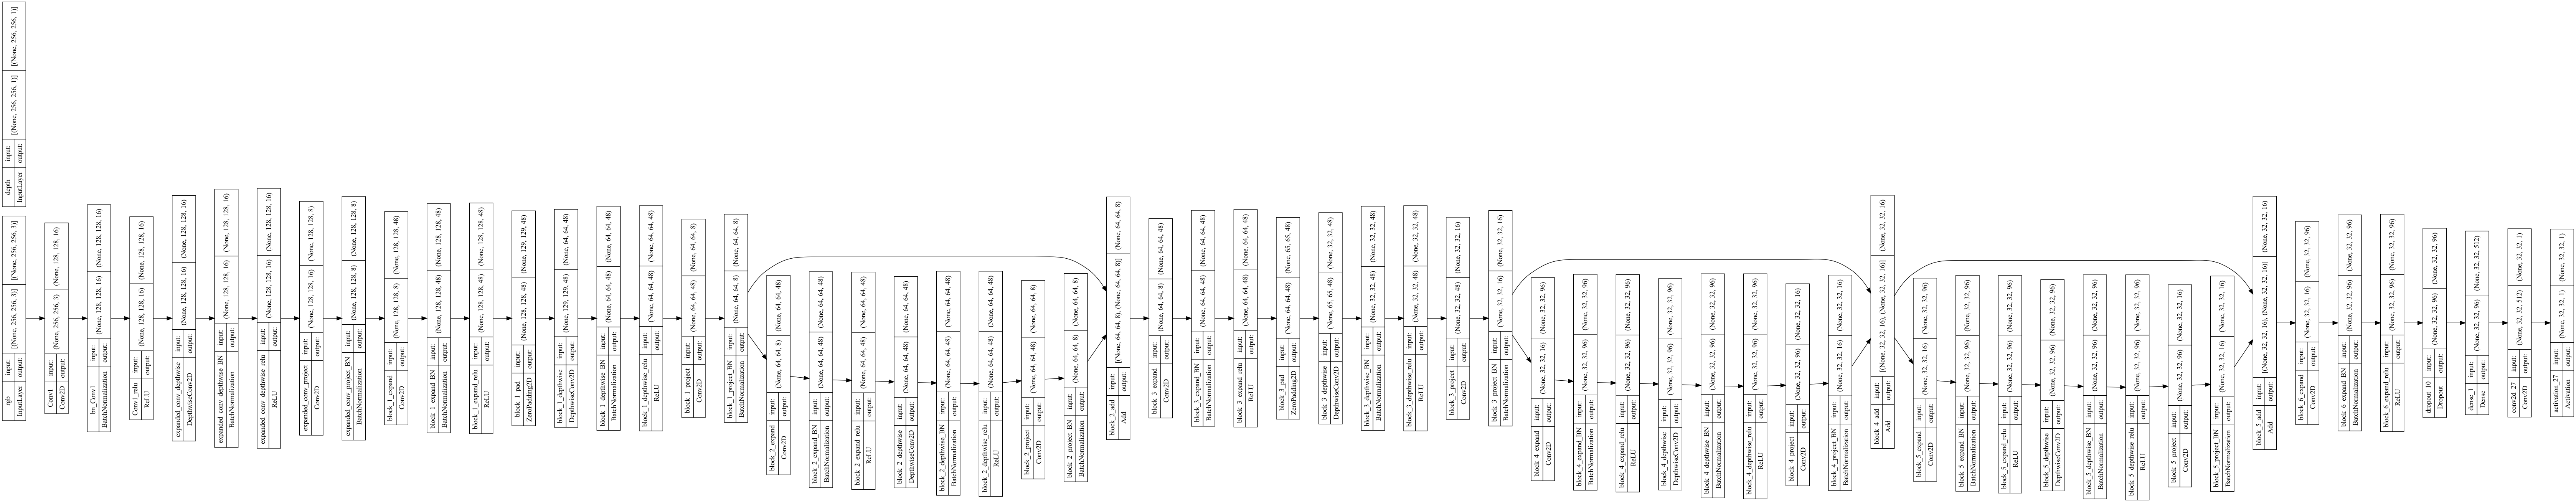 depth input: [(None, 256, 256, 1)] [(None, 256, 256, 1)]
InputLayer output:
rgb input: [(None, 256, 256, 3)] [(None, 256, 256, 3)]
InputLayer output:
Conv1 input: (None, 256, 256, 3) (None, 128, 128, 16)
Conv2D output:
bn_Conv1 input: (None, 128, 128, 16) (None, 128, 128, 16)
BatchNormalization output:
Conv1_relu input: (None, 128, 128, 16) (None, 128, 128, 16)
ReLU output:
expanded_conv_depthwise input: (None, 128, 128, 16) (None, 128, 128, 16)
DepthwiseConv2D output:
expanded_conv_depthwise_BN input: (None, 128, 128, 16) (None, 128, 128, 16)
BatchNormalization output:
expanded_conv_depthwise_relu input: (None, 128, 128, 16) (None, 128, 128, 16)
ReLU output:
expanded_conv_project input: (None, 128, 128, 16) (None, 128, 128, 8)
Conv2D output:
expanded_conv_project_BN input: (None, 128, 128, 8) (None, 128, 128, 8)
BatchNormalization output:
block_1_expand input: (None, 128, 128, 8) (None, 128, 128, 48)
Conv2D output:
block_1_expand_BN input: (None, 128, 128, 48) (None, 128, 128, 48)
BatchNormalization output:
block_1_expand_relu input: (None, 128, 128, 48) (None, 128, 128, 48)
ReLU output:
block_1_pad input: (None, 128, 128, 48) (None, 129, 129, 48)
ZeroPadding2D output:
block_1_depthwise input: (None, 129, 129, 48) (None, 64, 64, 48)
DepthwiseConv2D output:
block_1_depthwise_BN input: (None, 64, 64, 48) (None, 64, 64, 48)
BatchNormalization output:
block_1_depthwise_relu input: (None, 64, 64, 48) (None, 64, 64, 48)
ReLU output:
block_1_project input: (None, 64, 64, 48) (None, 64, 64, 8)
Conv2D output:
block_1_project_BN input: (None, 64, 64, 8) (None, 64, 64, 8)
BatchNormalization output:
block_2_expand input: (None, 64, 64, 8) (None, 64, 64, 48)
Conv2D output:
block_2_expand_BN input: (None, 64, 64, 48) (None, 64, 64, 48)
BatchNormalization output:
block_2_expand_relu input: (None, 64, 64, 48) (None, 64, 64, 48)
ReLU output:
block_2_depthwise input: (None, 64, 64, 48) (None, 64, 64, 48)
DepthwiseConv2D output:
block_2_depthwise_BN input: (None, 64, 64, 48) (None, 64, 64, 48)
BatchNormalization output:
block_2_depthwise_relu input: (None, 64, 64, 48) (None, 64, 64, 48)
ReLU output:
block_2_project input: (None, 64, 64, 48) (None, 64, 64, 8)
Conv2D output:
block_2_project_BN input: (None, 64, 64, 8) (None, 64, 64, 8)
BatchNormalization output:
block_2_add input: [(None, 64, 64, 8), (None, 64, 64, 8)] (None, 64, 64, 8)
Add output:
block_3_expand input: (None, 64, 64, 8) (None, 64, 64, 48)
Conv2D output:
block_3_expand_BN input: (None, 64, 64, 48) (None, 64, 64, 48)
BatchNormalization output:
block_3_expand_relu input: (None, 64, 64, 48) (None, 64, 64, 48)
ReLU output:
block_3_pad input: (None, 64, 64, 48) (None, 65, 65, 48)
ZeroPadding2D output:
block_3_depthwise input: (None, 65, 65, 48) (None, 32, 32, 48)
DepthwiseConv2D output:
block_3_depthwise_BN input: (None, 32, 32, 48) (None, 32, 32, 48)
BatchNormalization output:
block_3_depthwise_relu input: (None, 32, 32, 48) (None, 32, 32, 48)
ReLU output:
block_3_project input: (None, 32, 32, 48) (None, 32, 32, 16)
Conv2D output:
block_3_project_BN input: (None, 32, 32, 16) (None, 32, 32, 16)
BatchNormalization output:
block_4_expand input: (None, 32, 32, 16) (None, 32, 32, 96)
Conv2D output:
block_4_expand_BN input: (None, 32, 32, 96) (None, 32, 32, 96)
BatchNormalization output:
block_4_expand_relu input: (None, 32, 32, 96) (None, 32, 32, 96)
ReLU output:
block_4_depthwise input: (None, 32, 32, 96) (None, 32, 32, 96)
DepthwiseConv2D output:
block_4_depthwise_BN input: (None, 32, 32, 96) (None, 32, 32, 96)
BatchNormalization output:
block_4_depthwise_relu input: (None, 32, 32, 96) (None, 32, 32, 96)
ReLU output:
block_4_project input: (None, 32, 32, 96) (None, 32, 32, 16)
Conv2D output:
block_4_project_BN input: (None, 32, 32, 16) (None, 32, 32, 16)
BatchNormalization output:
block_4_add input: [(None, 32, 32, 16), (None, 32, 32, 16)] (None, 32, 32, 16)
Add output:
block_5_expand input: (None, 32, 32, 16) (None, 32, 32, 96)
Conv2D output:
block_5_expand_BN input: (None, 32, 32, 96) (None, 32, 32, 96)
BatchNormalization output:
block_5_expand_relu input: (None, 32, 32, 96) (None, 32, 32, 96)
ReLU output:
block_5_depthwise input: (None, 32, 32, 96) (None, 32, 32, 96)
DepthwiseConv2D output:
block_5_depthwise_BN input: (None, 32, 32, 96) (None, 32, 32, 96)
BatchNormalization output:
block_5_depthwise_relu input: (None, 32, 32, 96) (None, 32, 32, 96)
ReLU output:
block_5_project input: (None, 32, 32, 96) (None, 32, 32, 16)
Conv2D output:
block_5_project_BN input: (None, 32, 32, 16) (None, 32, 32, 16)
BatchNormalization output:
block_5_add input: [(None, 32, 32, 16), (None, 32, 32, 16)] (None, 32, 32, 16)
Add output:
block_6_expand input: (None, 32, 32, 16) (None, 32, 32, 96)
Conv2D output:
block_6_expand_BN input: (None, 32, 32, 96) (None, 32, 32, 96)
BatchNormalization output:
block_6_expand_relu input: (None, 32, 32, 96) (None, 32, 32, 96)
ReLU output:
dropout_10 input: (None, 32, 32, 96) (None, 32, 32, 96)
Dropout output:
dense_1 input: (None, 32, 32, 96) (None, 32, 32, 512)
Dense output:
conv2d_27 input: (None, 32, 32, 512) (None, 32, 32, 1)
Conv2D output:
activation_27 input: (None, 32, 32, 1) (None, 32, 32, 1)
Activation output: